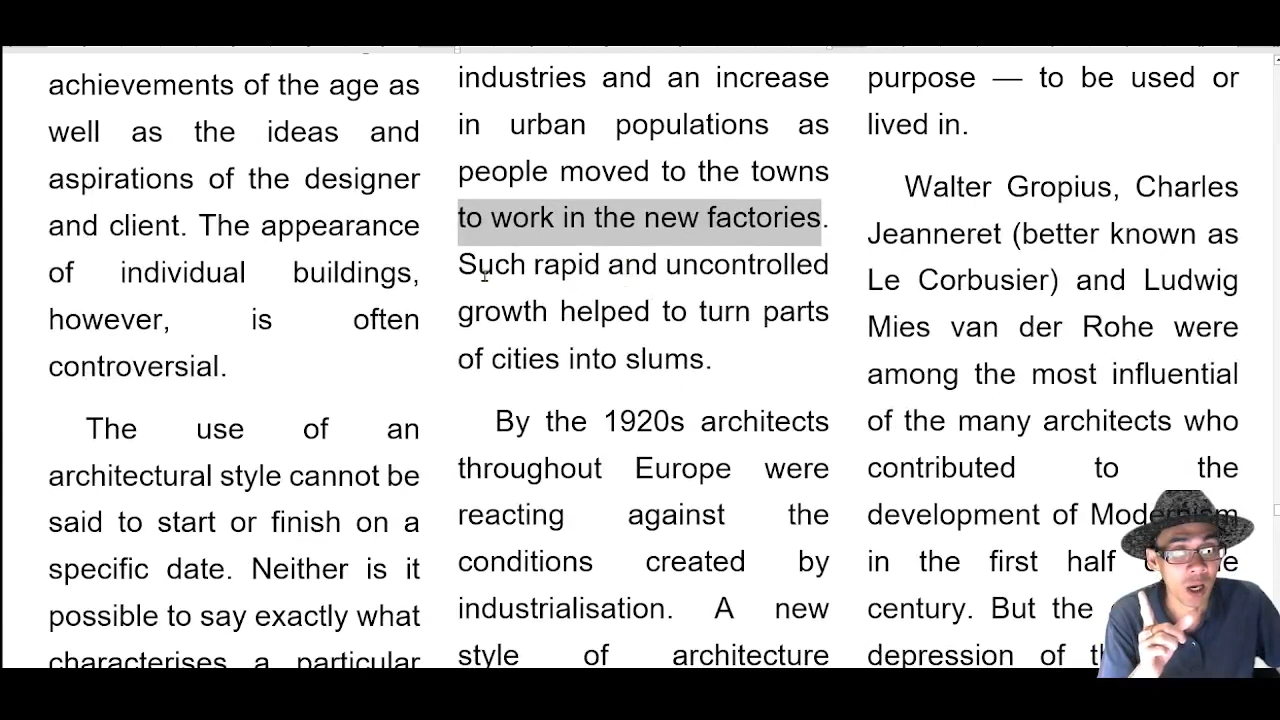 achievements of the age as
well as the ideas and
aspirations of the designer
and client. The appearance
of individual buildings,
however, is often
controversial.
The use of an
architectural style cannot be
said to start or finish on a
specific date. Neither is it
possible to say exactly what
characterises a particular
industries and an increase
in urban populations as
people moved to the towns
to work in the new factories.
Such rapid and uncontrolled
growth helped to turn parts
of cities into slums.
By the 1920s architects
throughout Europe were
reacting against the
conditions created by
industrialisation. A new
style of architecture
purpose — to be used or
lived in.
Walter Gropius, Charles
Jeanneret (better known as
Le Corbusier) and Ludwig
Mies van der Rohe were
among the most influential
of the many architects who
contributed to the
development of Modernism
in the first half
century. But the
depression of